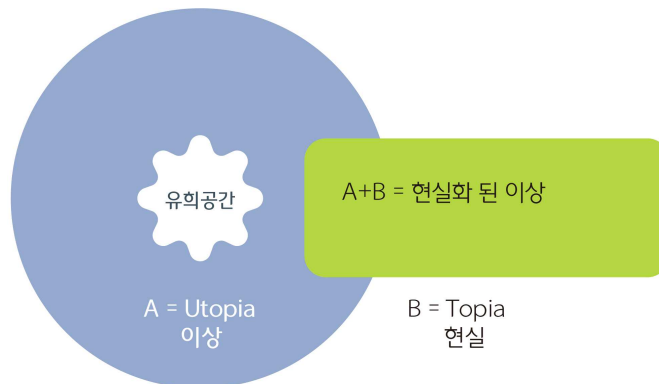 유희공간
A+B = 현실화 된 이상
A = Utopia
이상
B = Topia
현실